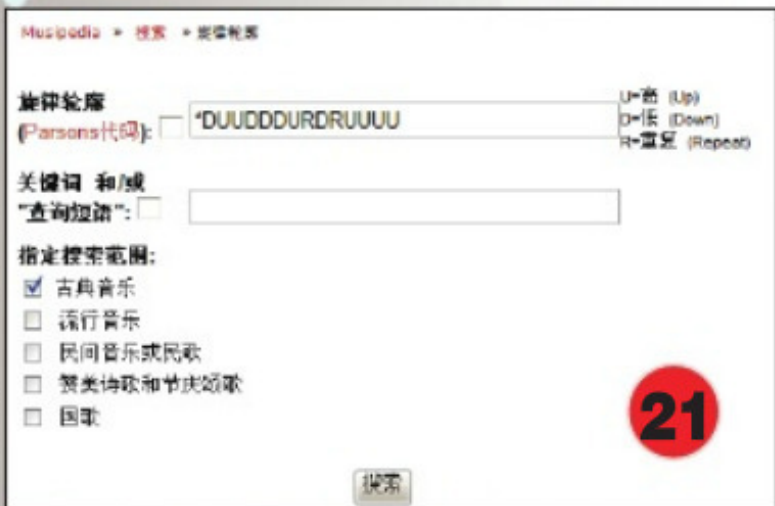 Musipedia » 搜索 » 旋律轮廓
旋律轮廓
(Parsons代码):
*DUUDDDURDRUUUU
U=高 (Up)
D=低 (Down)
R=重复 (Repeat)
关键词 和/或
"查询短语":
指定搜索范围:
古典音乐
流行音乐
民间音乐或民歌
赞美诗歌和节庆颂歌
国歌
21
搜索